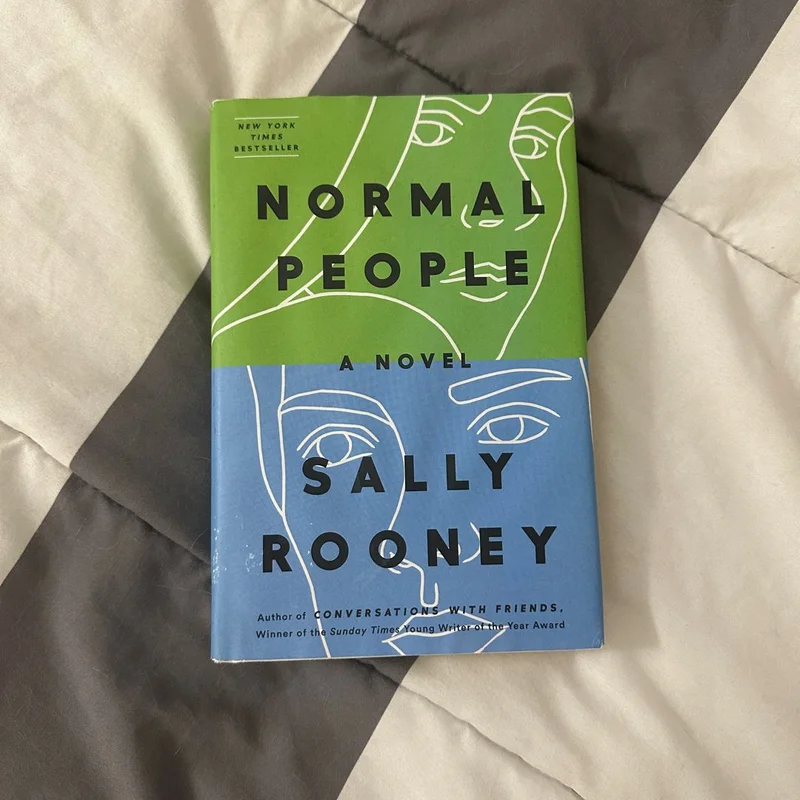 NEW YORK
TIMES
BESTSELLER
NORMAL
PEOPLE
A NOVEL
SALLY
ROONEY
Author of CONVERSATIONS WITH FRIENDS,
Winner of the Sunday Times Young Writer of the Year Award